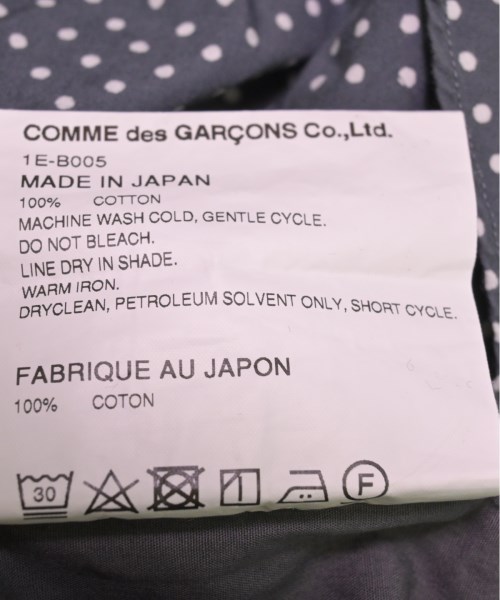 COMME des GARÇONS Co.,Ltd.
1E-B005
MADE IN JAPAN
100% COTTON
MACHINE WASH COLD, GENTLE CYCLE.
DO NOT BLEACH.
LINE DRY IN SHADE.
WARM IRON.
DRYCLEAN, PETROLEUM SOLVENT ONLY, SHORT CYCLE.
FABRIQUE AU JAPON
100% COTON
30 F